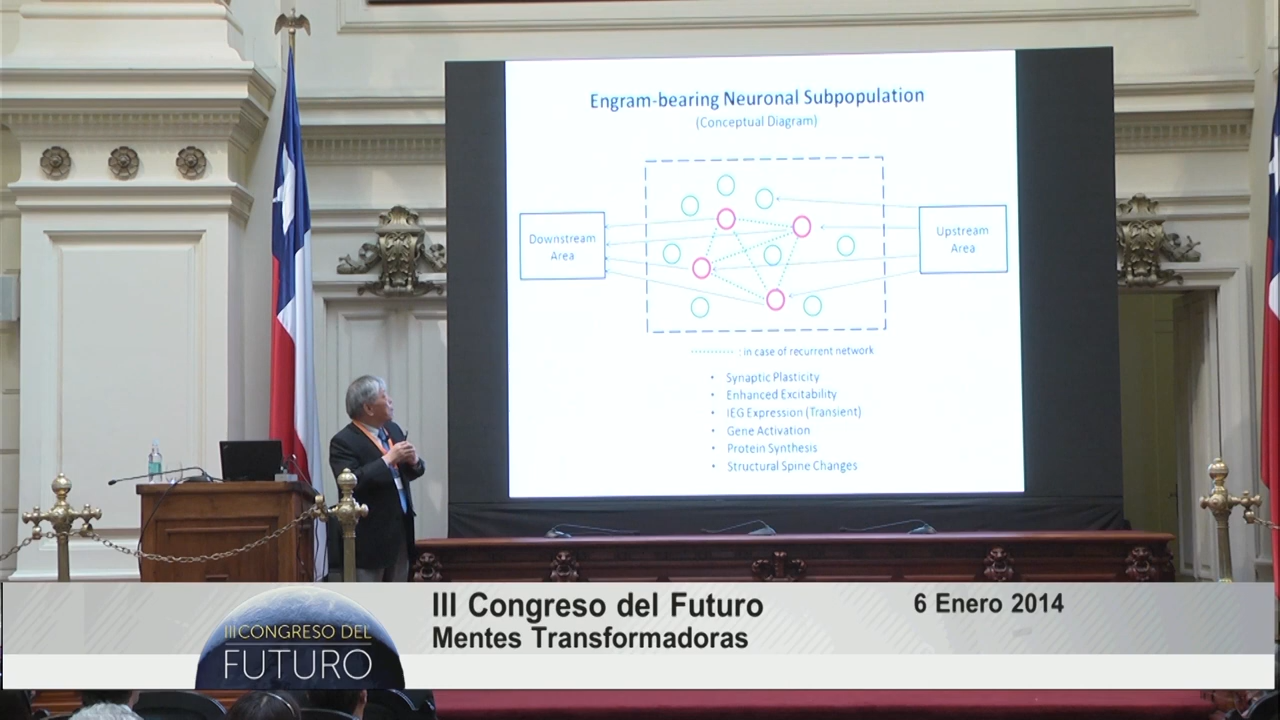 Engram-bearing Neuronal Subpopulation
(Conceptual Diagram)
Downstream
Area
Upstream
Area
: in case of recurrent network
• Synaptic Plasticity
• Enhanced Excitability
• IEG Expression (Transient)
• Gene Activation
• Protein Synthesis
• Structural Spine Changes
III CONGRESO DEL
FUTURO
III Congreso del Futuro
6 Enero 2014
Mentes Transformadoras